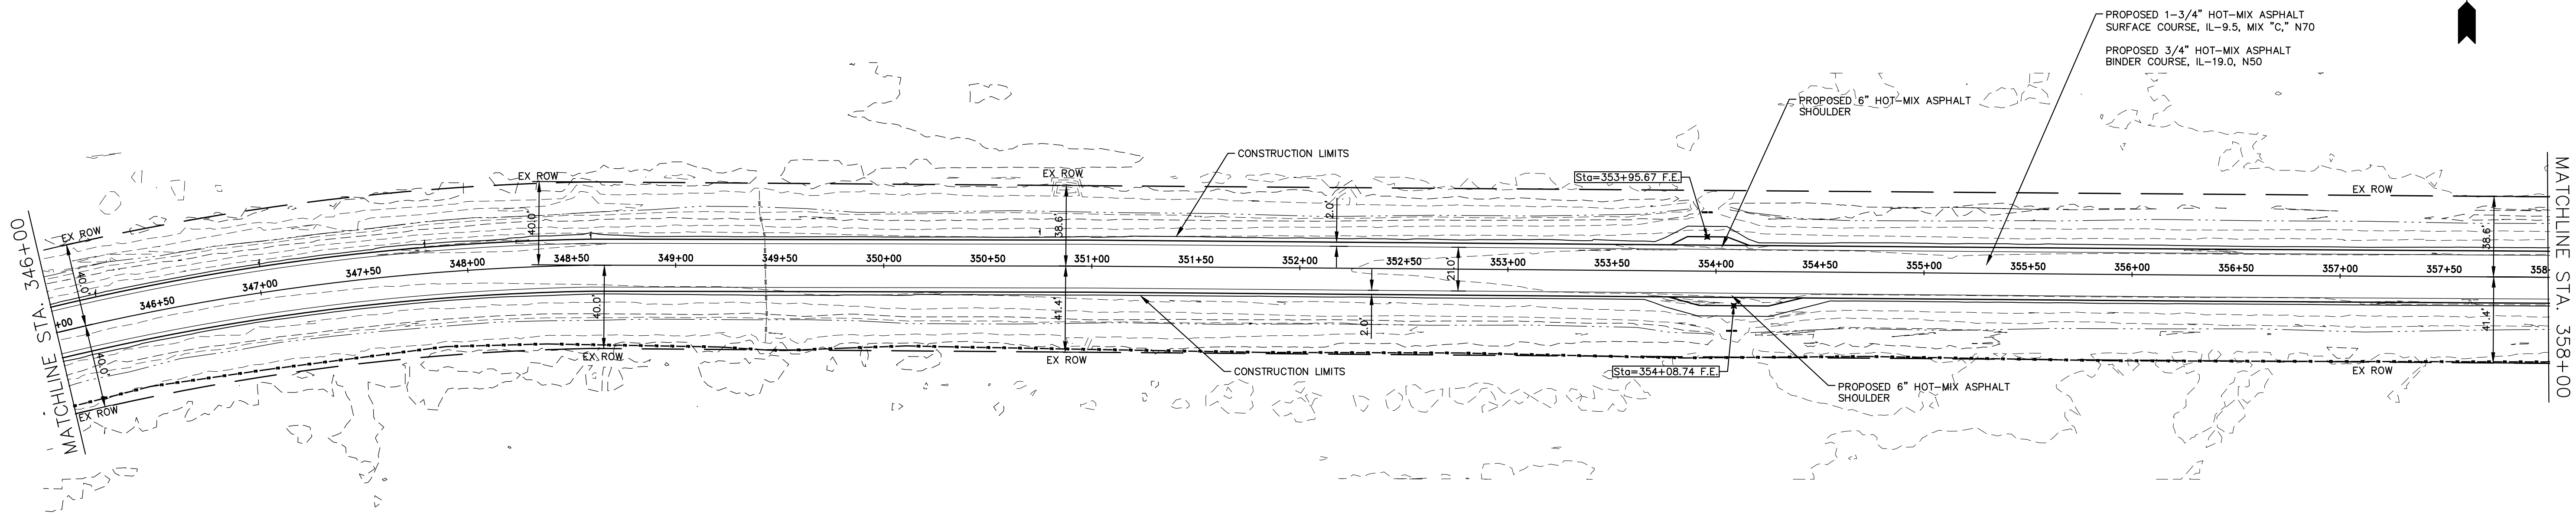 PROPOSED 1-3/4" HOT-MIX ASPHALT
SURFACE COURSE, IL-9.5, MIX "C," N70
PROPOSED 3/4" HOT-MIX ASPHALT
BINDER COURSE, IL-19.0, N50
PROPOSED 6" HOT-MIX ASPHALT
SHOULDER
CONSTRUCTION LIMITS
Sta=353+95.67 F.E.
EX ROW
EX ROW
EX ROW
EX ROW
MATCHLINE STA. 346+00
MATCHLINE STA. 358+00
40.0'
40.0'
38.6'
2.0'
21.0'
38.6'
+00
346+50
347+00
347+50
348+00
348+50
349+00
349+50
350+00
350+50
351+00
351+50
352+00
352+50
353+00
353+50
354+00
354+50
355+00
355+50
356+00
356+50
357+00
357+50
358
40.0'
40.0'
41.4'
2.0'
41.4'
EX ROW
EX ROW
EX ROW
EX ROW
CONSTRUCTION LIMITS
Sta=354+08.74 F.E.
PROPOSED 6" HOT-MIX ASPHALT
SHOULDER